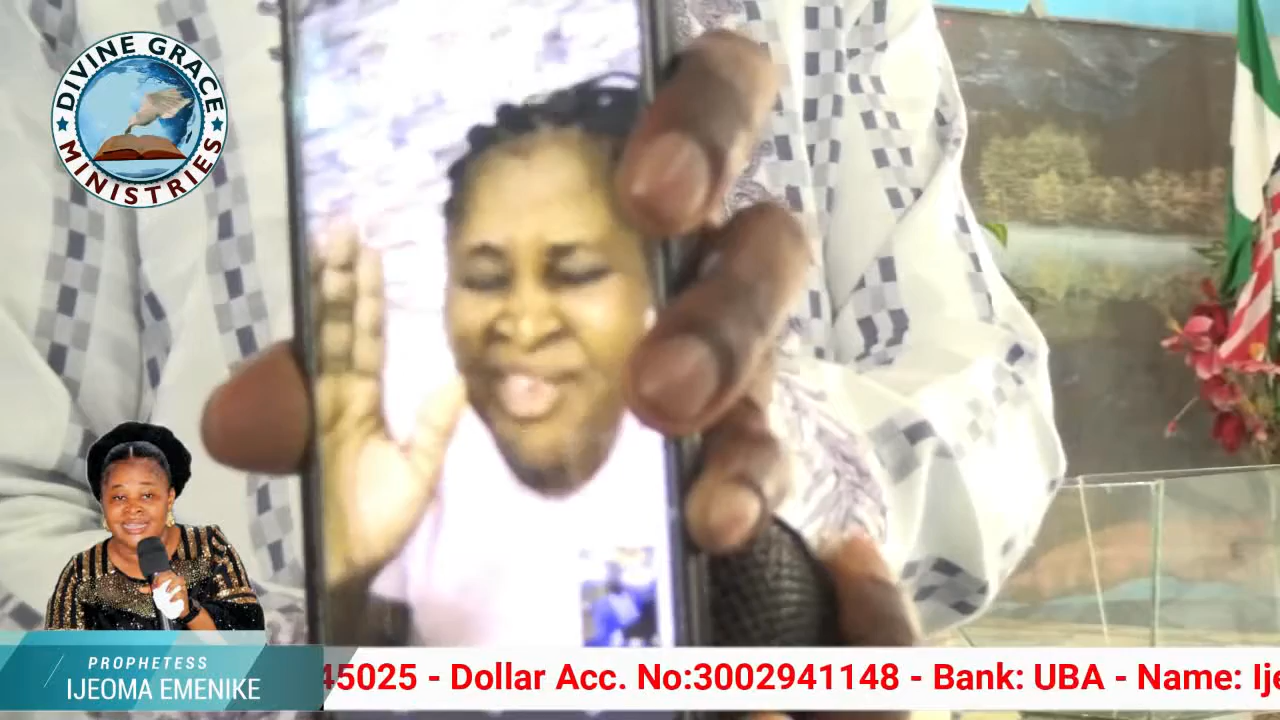 DIVINE GRACE
MINISTRIES
PROPHETESS
IJEOMA EMENIKE
45025 - Dollar Acc. No:3002941148 - Bank: UBA - Name: Ije